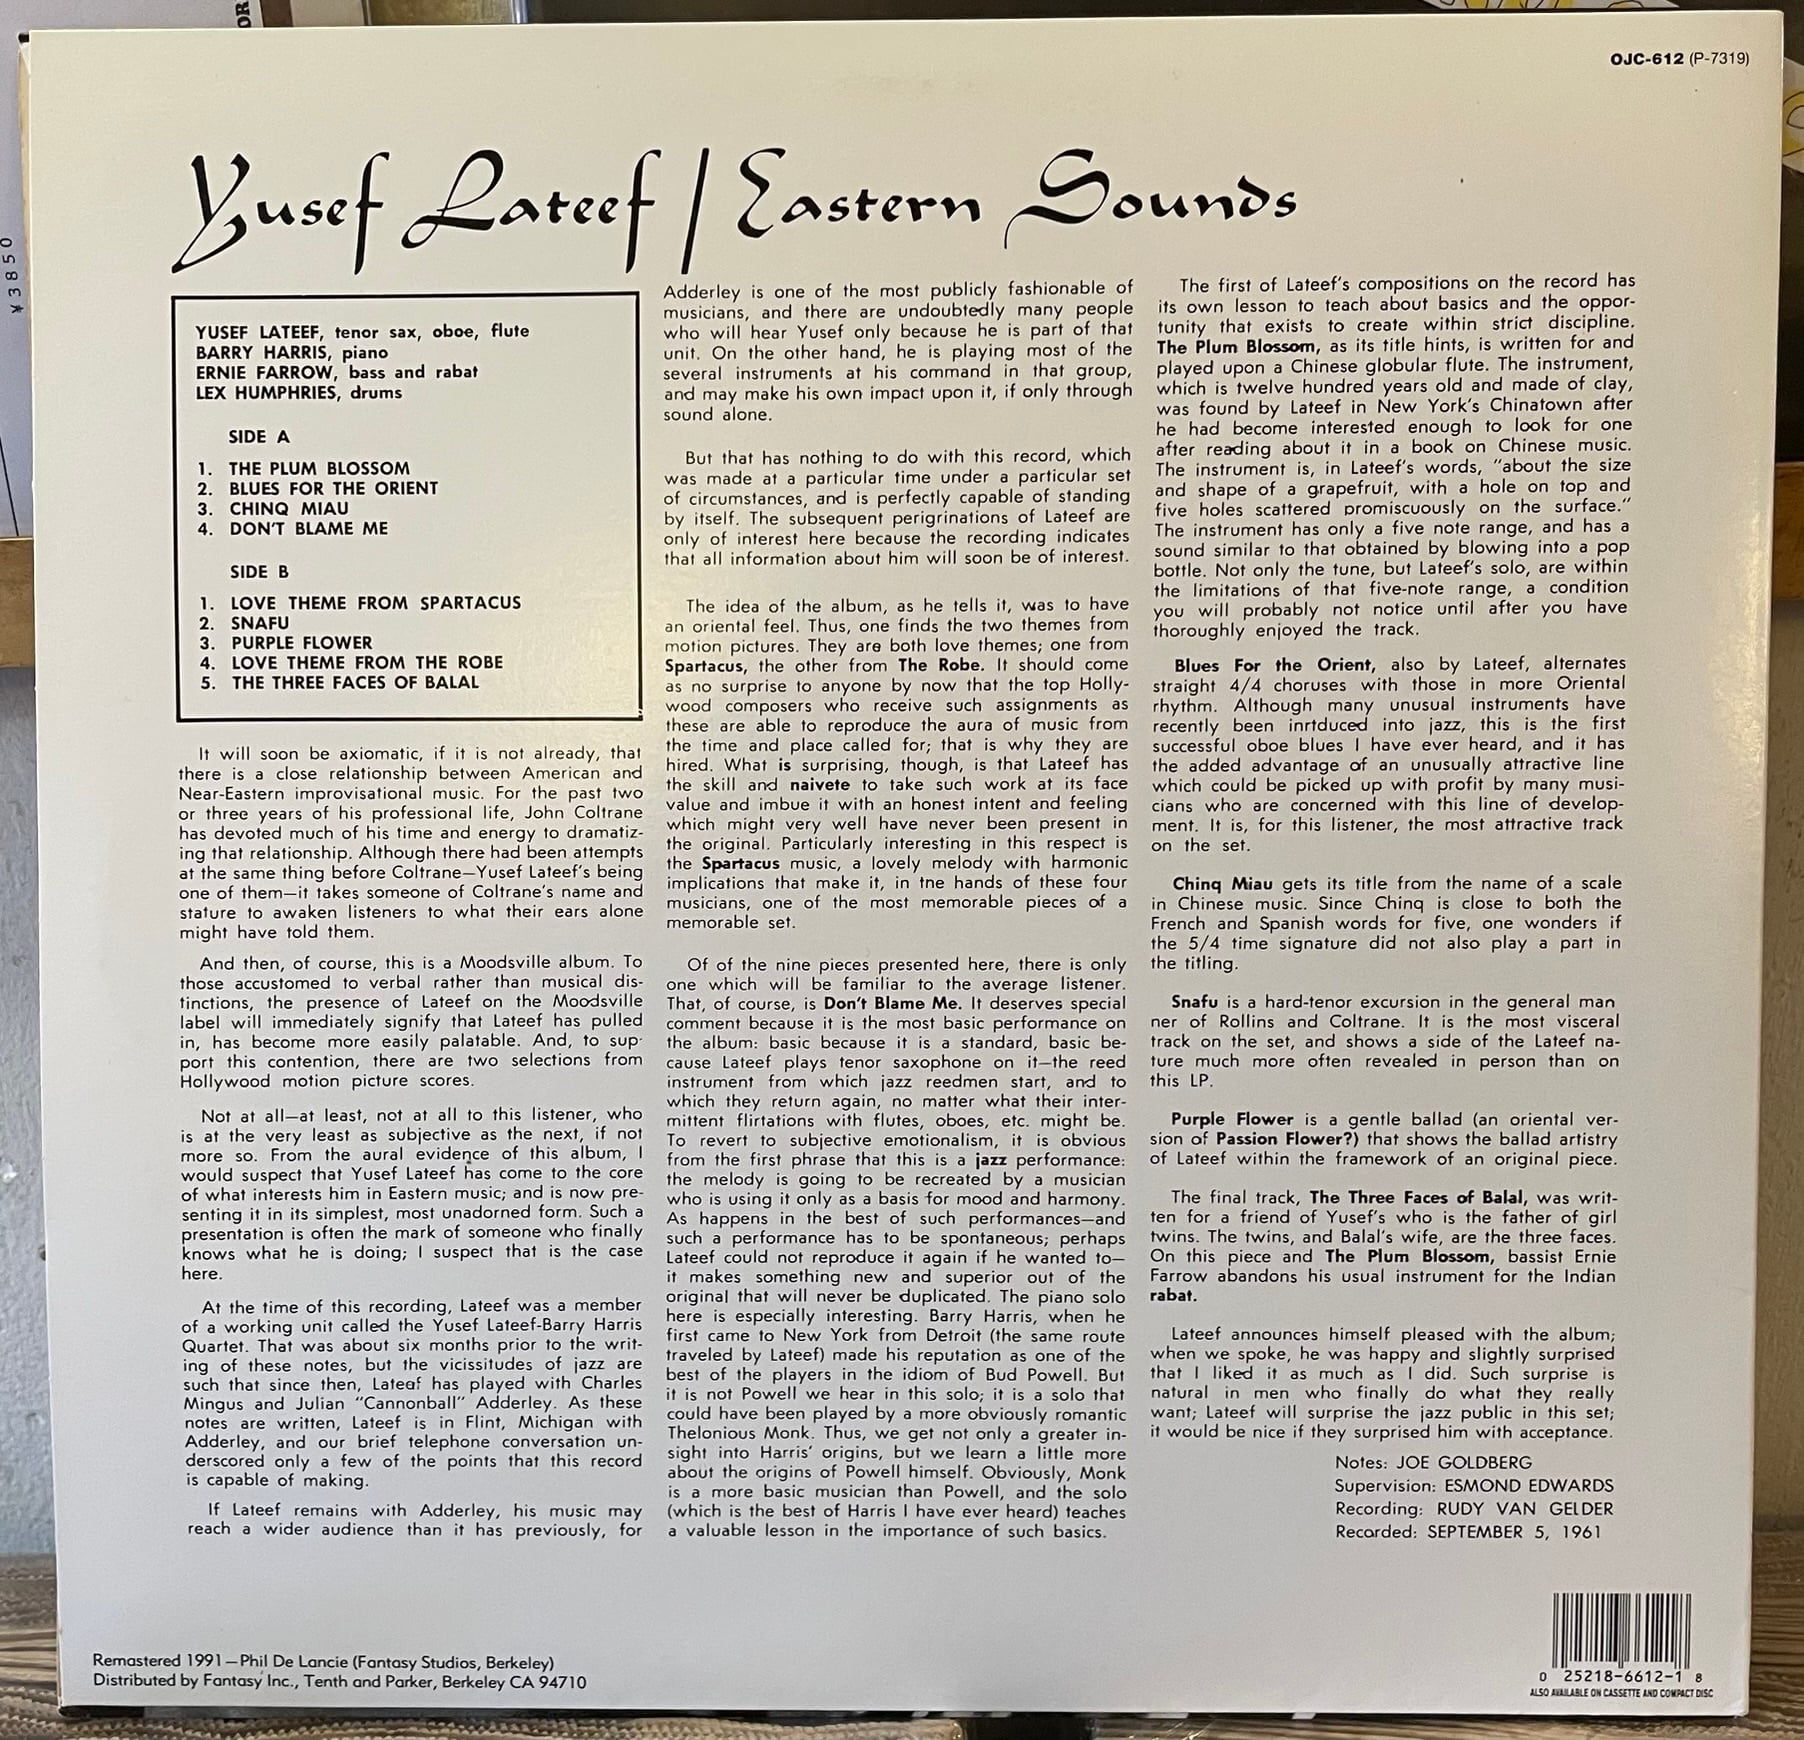 OR
¥3850
OJC-612 (P-7319)
Yusef Lateef / Eastern Sounds
YUSEF LATEEF, tenor sax, oboe, flute
BARRY HARRIS, piano
ERNIE FARROW, bass and rabat
LEX HUMPHRIES, drums
SIDE A
1. THE PLUM BLOSSOM
2. BLUES FOR THE ORIENT
3. CHINQ MIAU
4. DON'T BLAME ME
SIDE B
1. LOVE THEME FROM SPARTACUS
2. SNAFU
3. PURPLE FLOWER
4. LOVE THEME FROM THE ROBE
5. THE THREE FACES OF BALAL
It will soon be axiomatic, if it is not already, that
there is a close relationship between American and
Near-Eastern improvisational music. For the past two
or three years of his professional life, John Coltrane
has devoted much of his time and energy to dramatiz-
ing that relationship. Although there had been attempts
at the same thing before Coltrane—Yusef Lateef's being
one of them—it takes someone of Coltrane's name and
stature to awaken listeners to what their ears alone
might have told them.
And then, of course, this is a Moodsville album. To
those accustomed to verbal rather than musical dis-
tinctions, the presence of Lateef on the Moodsville
label will immediately signify that Lateef has pulled
in, has become more easily palatable. And, to sup-
port this contention, there are two selections from
Hollywood motion picture scores.
Not at all—at least, not at all to this listener, who
is at the very least as subjective as the next, if not
more so. From the aural evidence of this album, I
would suspect that Yusef Lateef has come to the core
of what interests him in Eastern music; and is now pre-
senting it in its simplest, most unadorned form. Such a
presentation is often the mark of someone who finally
knows what he is doing; I suspect that is the case
here.
At the time of this recording, Lateef was a member
of a working unit called the Yusef Lateef-Barry Harris
Quartet. That was about six months prior to the writ-
ing of these notes, but the vicissitudes of jazz are
such that since then, Lateef has played with Charles
Mingus and Julian "Cannonball" Adderley. As these
notes are written, Lateef is in Flint, Michigan with
Adderley, and our brief telephone conversation un-
derscored only a few of the points that this record
is capable of making.
If Lateef remains with Adderley, his music may
reach a wider audience than it has previously, for
Adderley is one of the most publicly fashionable of
musicians, and there are undoubtedly many people
who will hear Yusef only because he is part of that
unit. On the other hand, he is playing most of the
several instruments at his command in that group,
and may make his own impact upon it, if only through
sound alone.
But that has nothing to do with this record, which
was made at a particular time under a particular set
of circumstances, and is perfectly capable of standing
by itself. The subsequent perigrinations of Lateef are
only of interest here because the recording indicates
that all information about him will soon be of interest.
The idea of the album, as he tells it, was to have
an oriental feel. Thus, one finds the two themes from
motion pictures. They are both love themes; one from
Spartacus, the other from The Robe. It should come
as no surprise to anyone by now that the top Holly-
wood composers who receive such assignments as
these are able to reproduce the aura of music from
the time and place called for; that is why they are
hired. What is surprising, though, is that Lateef has
the skill and naivete to take such work at its face
value and imbue it with an honest intent and feeling
which might very well have never been present in
the original. Particularly interesting in this respect is
the Spartacus music, a lovely melody with harmonic
implications that make it, in tne hands of these four
musicians, one of the most memorable pieces of a
memorable set.
Of of the nine pieces presented here, there is only
one which will be familiar to the average listener.
That, of course, is Don't Blame Me. It deserves special
comment because it is the most basic performance on
the album: basic because it is a standard, basic be-
cause Lateef plays tenor saxophone on it—the reed
instrument from which jazz reedmen start, and to
which they return again, no matter what their inter-
mittent flirtations with flutes, oboes, etc. might be.
To revert to subjective emotionalism, it is obvious
from the first phrase that this is a jazz performance:
the melody is going to be recreated by a musician
who is using it only as a basis for mood and harmony.
As happens in the best of such performances—and
such a performance has to be spontaneous; perhaps
Lateef could not reproduce it again if he wanted to—
it makes something new and superior out of the
original that will never be duplicated. The piano solo
here is especially interesting. Barry Harris, when he
first came to New York from Detroit (the same route
traveled by Lateef) made his reputation as one of the
best of the players in the idiom of Bud Powell. But
it is not Powell we hear in this solo; it is a solo that
could have been played by a more obviously romantic
Thelonious Monk. Thus, we get not only a greater in-
sight into Harris' origins, but we learn a little more
about the origins of Powell himself. Obviously, Monk
is a more basic musician than Powell, and the solo
(which is the best of Harris I have ever heard) teaches
a valuable lesson in the importance of such basics.
The first of Lateef's compositions on the record has
its own lesson to teach about basics and the oppor-
tunity that exists to create within strict discipline.
The Plum Blossom, as its title hints, is written for and
played upon a Chinese globular flute. The instrument,
which is twelve hundred years old and made of clay,
was found by Lateef in New York's Chinatown after
he had become interested enough to look for one
after reading about it in a book on Chinese music.
The instrument is, in Lateef's words, "about the size
and shape of a grapefruit, with a hole on top and
five holes scattered promiscuously on the surface."
The instrument has only a five note range, and has a
sound similar to that obtained by blowing into a pop
bottle. Not only the tune, but Lateef's solo, are within
the limitations of that five-note range, a condition
you will probably not notice until after you have
thoroughly enjoyed the track.
Blues For the Orient, also by Lateef, alternates
straight 4/4 choruses with those in more Oriental
rhythm. Although many unusual instruments have
recently been inrtduced into jazz, this is the first
successful oboe blues I have ever heard, and it has
the added advantage of an unusually attractive line
which could be picked up with profit by many musi-
cians who are concerned with this line of develop-
ment. It is, for this listener, the most attractive track
on the set.
Chinq Miau gets its title from the name of a scale
in Chinese music. Since Chinq is close to both the
French and Spanish words for five, one wonders if
the 5/4 time signature did not also play a part in
the titling.
Snafu is a hard-tenor excursion in the general man
ner of Rollins and Coltrane. It is the most visceral
track on the set, and shows a side of the Lateef na-
ture much more often revealed in person than on
this LP.
Purple Flower is a gentle ballad (an oriental ver-
sion of Passion Flower?) that shows the ballad artistry
of Lateef within the framework of an original piece.
The final track, The Three Faces of Balal, was writ-
ten for a friend of Yusef's who is the father of girl
twins. The twins, and Balal's wife, are the three faces.
On this piece and The Plum Blossom, bassist Ernie
Farrow abandons his usual instrument for the Indian
rabat.
Lateef announces himself pleased with the album;
when we spoke, he was happy and slightly surprised
that I liked it as much as I did. Such surprise is
natural in men who finally do what they really
want; Lateef will surprise the jazz public in this set;
it would be nice if they surprised him with acceptance.
Notes: JOE GOLDBERG
Supervision: ESMOND EDWARDS
Recording: RUDY VAN GELDER
Recorded: SEPTEMBER 5, 1961
Remastered 1991—Phil De Lancie (Fantasy Studios, Berkeley)
Distributed by Fantasy Inc., Tenth and Parker, Berkeley CA 94710
0 25218-6612-1 8
ALSO AVAILABLE ON CASSETTE AND COMPACT DISC